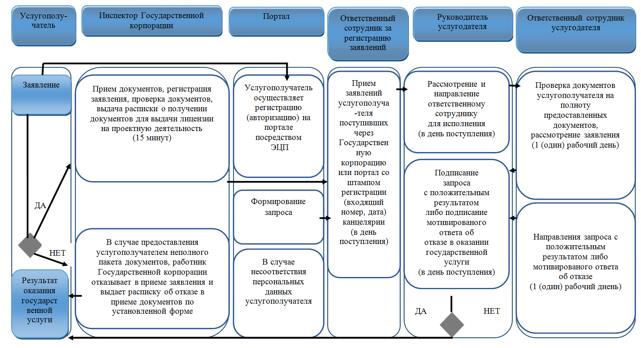 Услугополу-
чатель
Инспектор Государственной
корпорации
Портал
Ответственный
сотрудник за
регистрацию
заявлений
Руководитель
услугодателя
Ответственный сотрудник
услугодателя
Заявление
ДА
НЕТ
Результат
оказания
государст
венной
услуги
Прием документов, регистрация
заявления, проверка документов,
выдача расписки о получении
документов для выдачи лицензии
на проектную деятельность
(15 минут)
В случае предоставления
услугополучателем неполного
пакета документов, работник
Государственной корпорации
отказывает в приеме заявления и
выдает расписку об отказе в
приеме документов по
установленной форме
Услугополучатель
осуществляет
регистрацию
(авторизацию) на
портале
посредством
ЭЦП
Формирование
запроса
В случае
несоответствия
персональных
данных
услугополучателя
Прием
заявлений
услугополуча
-теля
поступивших
через
Государствен
ную
корпорацию
или портал со
штампом
регистрации
(входящий
номер, дата)
канцелярии
(в день
поступления)
Рассмотрение и
направление
ответственному
сотруднику
для исполнения
(в день поступления)
Подписание
запроса
с положительным
результатом
либо подписание
мотивированного
ответа об
отказе в оказании
государственной
услуги
(в день поступления)
ДА
НЕТ
Проверка документов
услугополучателя на
полноту
предоставленных
документов,
рассмотрение заявления
1 (один) рабочий день)
Направления запроса с
положительным
результатом либо
мотивированного ответа
об отказе
(1 (один) рабочий днень)